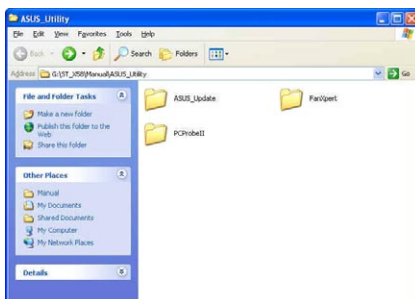 ASUS_Utility
File Edit View Favorites Tools Help
Back Search Folders
Address G:\ST_X58\Manual\ASUS_Utility Go
File and Folder Tasks
Make a new folder
Publish this folder to the
Web
Share this folder
Other Places
Manual
My Documents
Shared Documents
My Computer
My Network Places
Details
ASUS_Update
FanXpert
PCProbeII